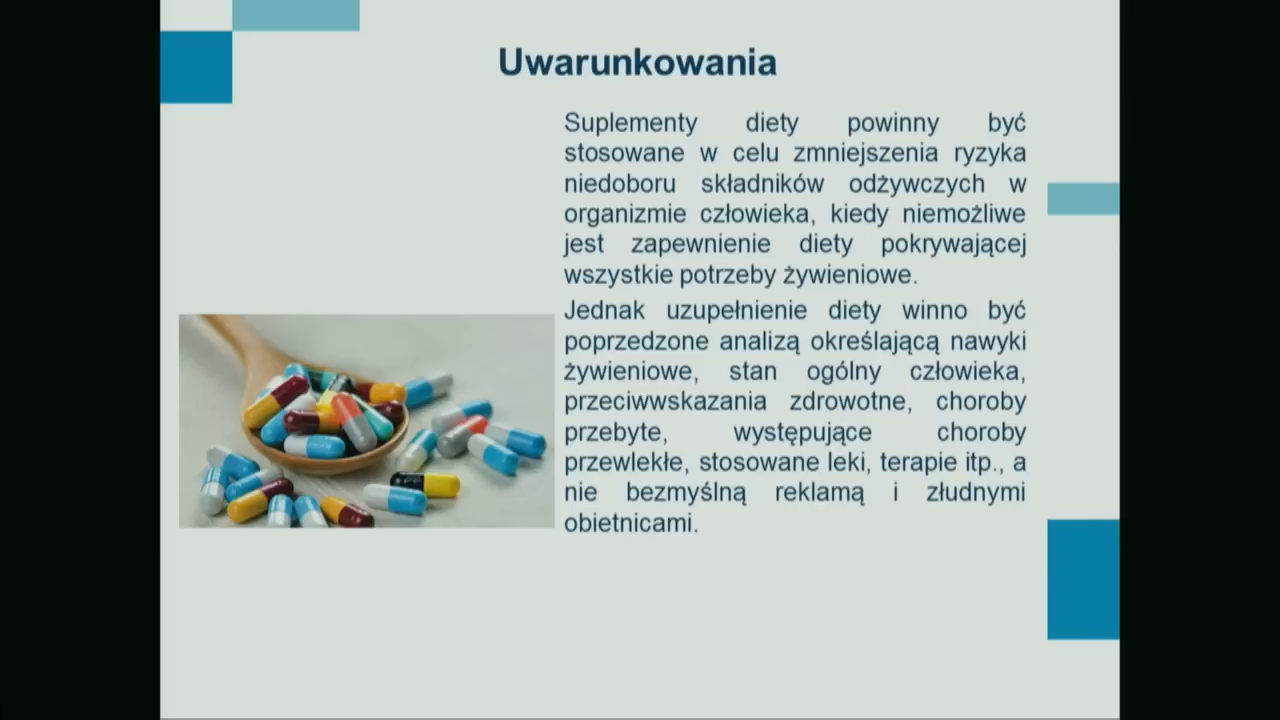 Uwarunkowania
Suplementy diety powinny być
stosowane w celu zmniejszenia ryzyka
niedoboru składników odżywczych w
organizmie człowieka, kiedy niemożliwe
jest zapewnienie diety pokrywającej
wszystkie potrzeby żywieniowe.
Jednak uzupełnienie diety winno być
poprzedzone analizą określającą nawyki
żywieniowe, stan ogólny człowieka,
przeciwwskazania zdrowotne, choroby
przebyte, występujące choroby
przewlekłe, stosowane leki, terapie itp., a
nie bezmyślną reklamą i złudnymi
obietnicami.